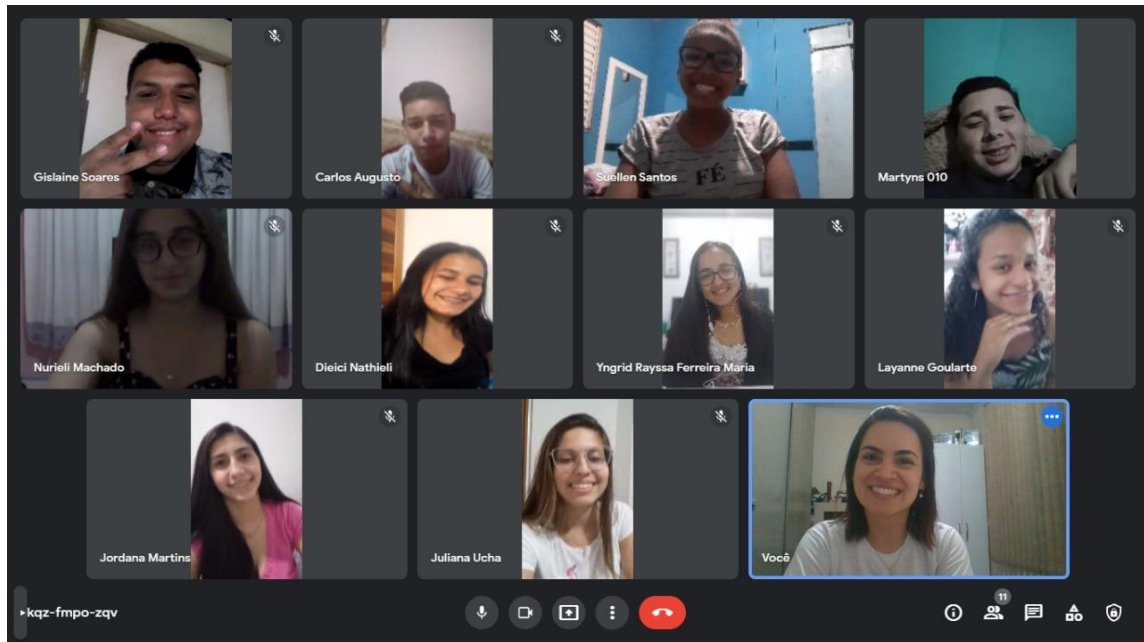 Gislaine Soares
Carlos Augusto
Suellen Santos
FÉ
Martyns 010
Nurieli Machado
Dieici Nathieli
Yngrid Rayssa Ferreira Maria
Layanne Goularte
Jordana Martins
Juliana Ucha
Você
kqz-fmpo-zqv
11